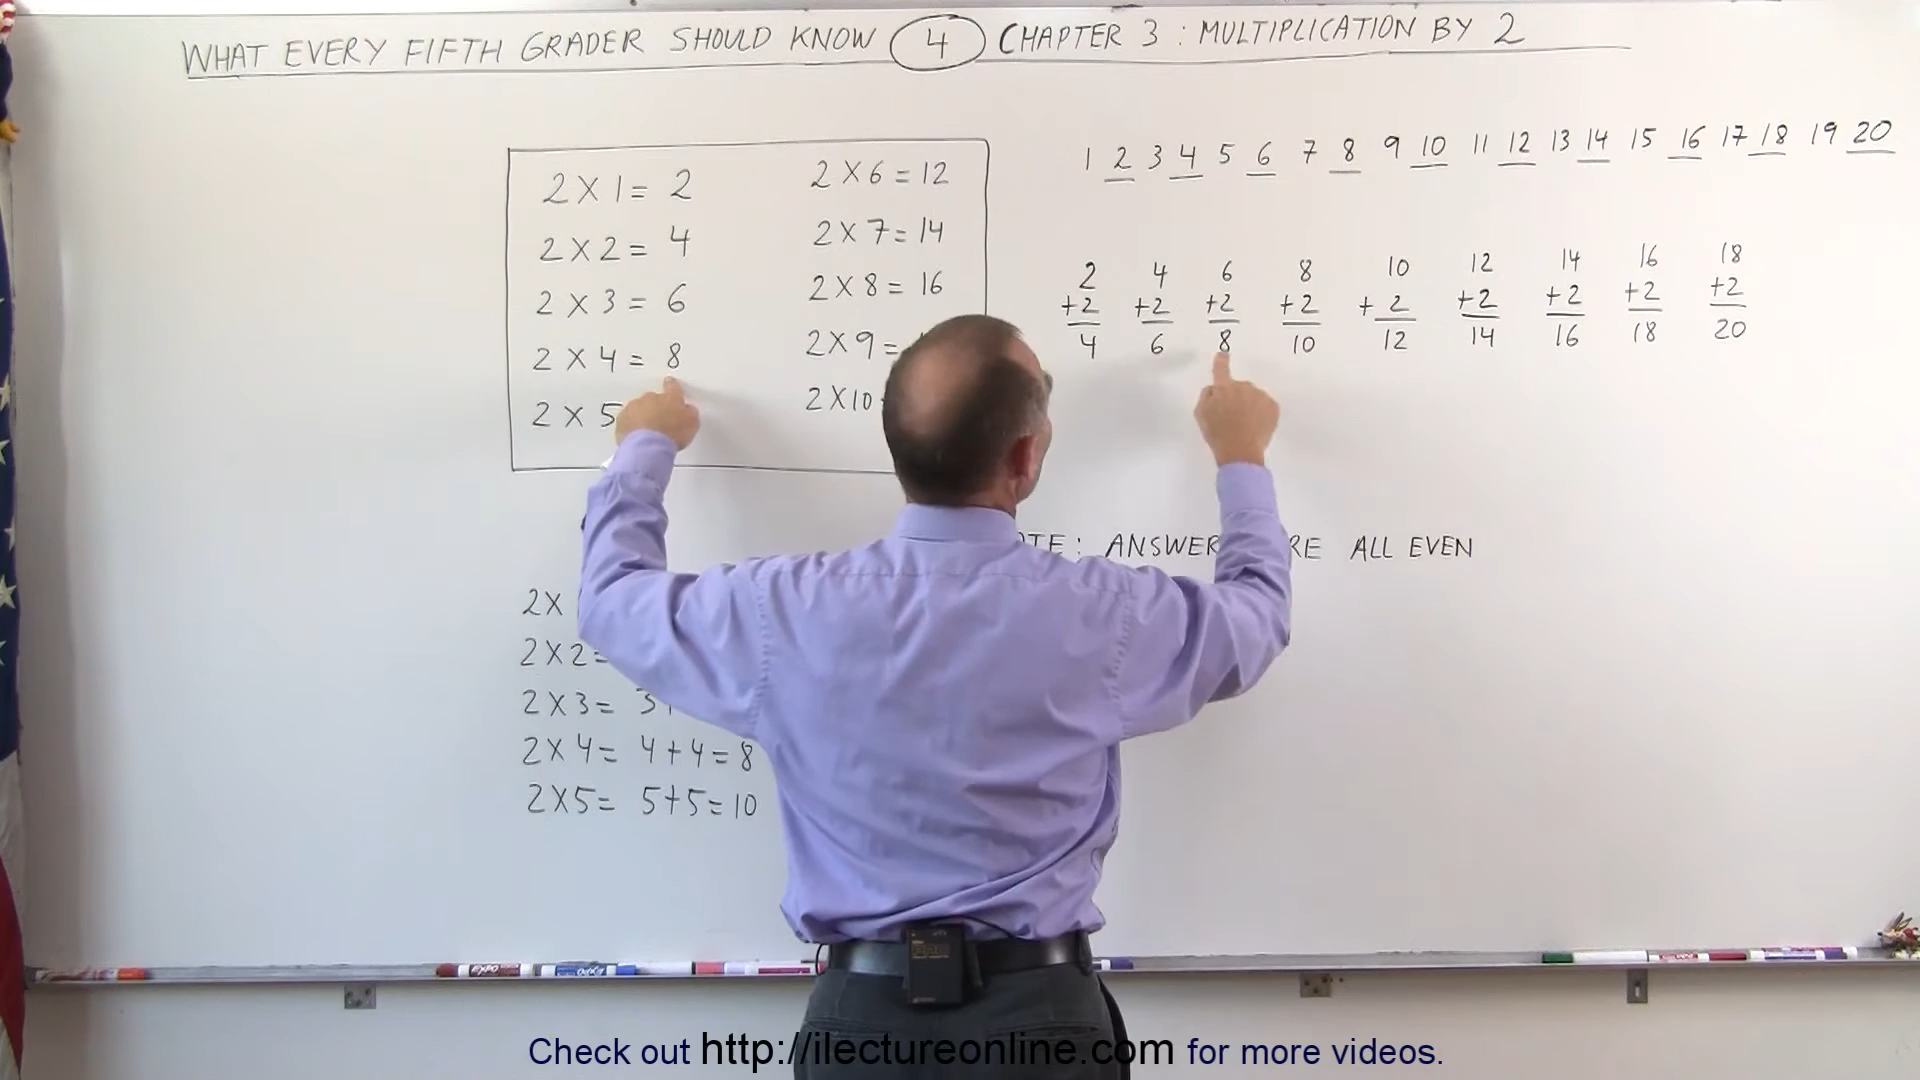 WHAT EVERY FIFTH GRADER SHOULD KNOW 4 CHAPTER 3 : MULTIPLICATION BY 2
1 2 3 4 5 6 7 8 9 10 11 12 13 14 15 16 17 18 19 20
2 X 1 = 2
2 X 2 = 4
2 X 3 = 6
2 X 4 = 8
2 X 5
2 X 6 = 12
2 X 7 = 14
2 X 8 = 16
2 X 9 =
2 X 10
2 4 6 8 10 12 14 16 18
+2 +2 +2 +2 + 2 +2 +2 +2 +2
4 6 8 10 12 14 16 18 20
: ANSWER ALL EVEN
2X
2X2=
2X3= 3
2X4= 4+4=8
2X5= 5+5=10
EXPO
Check out http://ilectureonline.com for more videos.